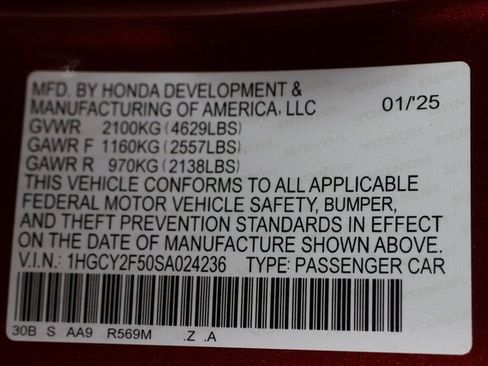 MFD. BY HONDA DEVELOPMENT &
MANUFACTURING OF AMERICA, LLC 01/'25
GVWR 2100KG (4629LBS)
GAWR F 1160KG (2557LBS)
GAWR R 970KG (2138LBS)
THIS VEHICLE CONFORMS TO ALL APPLICABLE
FEDERAL MOTOR VEHICLE SAFETY, BUMPER,
AND THEFT PREVENTION STANDARDS IN EFFECT
ON THE DATE OF MANUFACTURE SHOWN ABOVE.
V.I.N.: 1HGCY2F50SA024236 TYPE: PASSENGER CAR
30B S AA9 R569M .Z .A